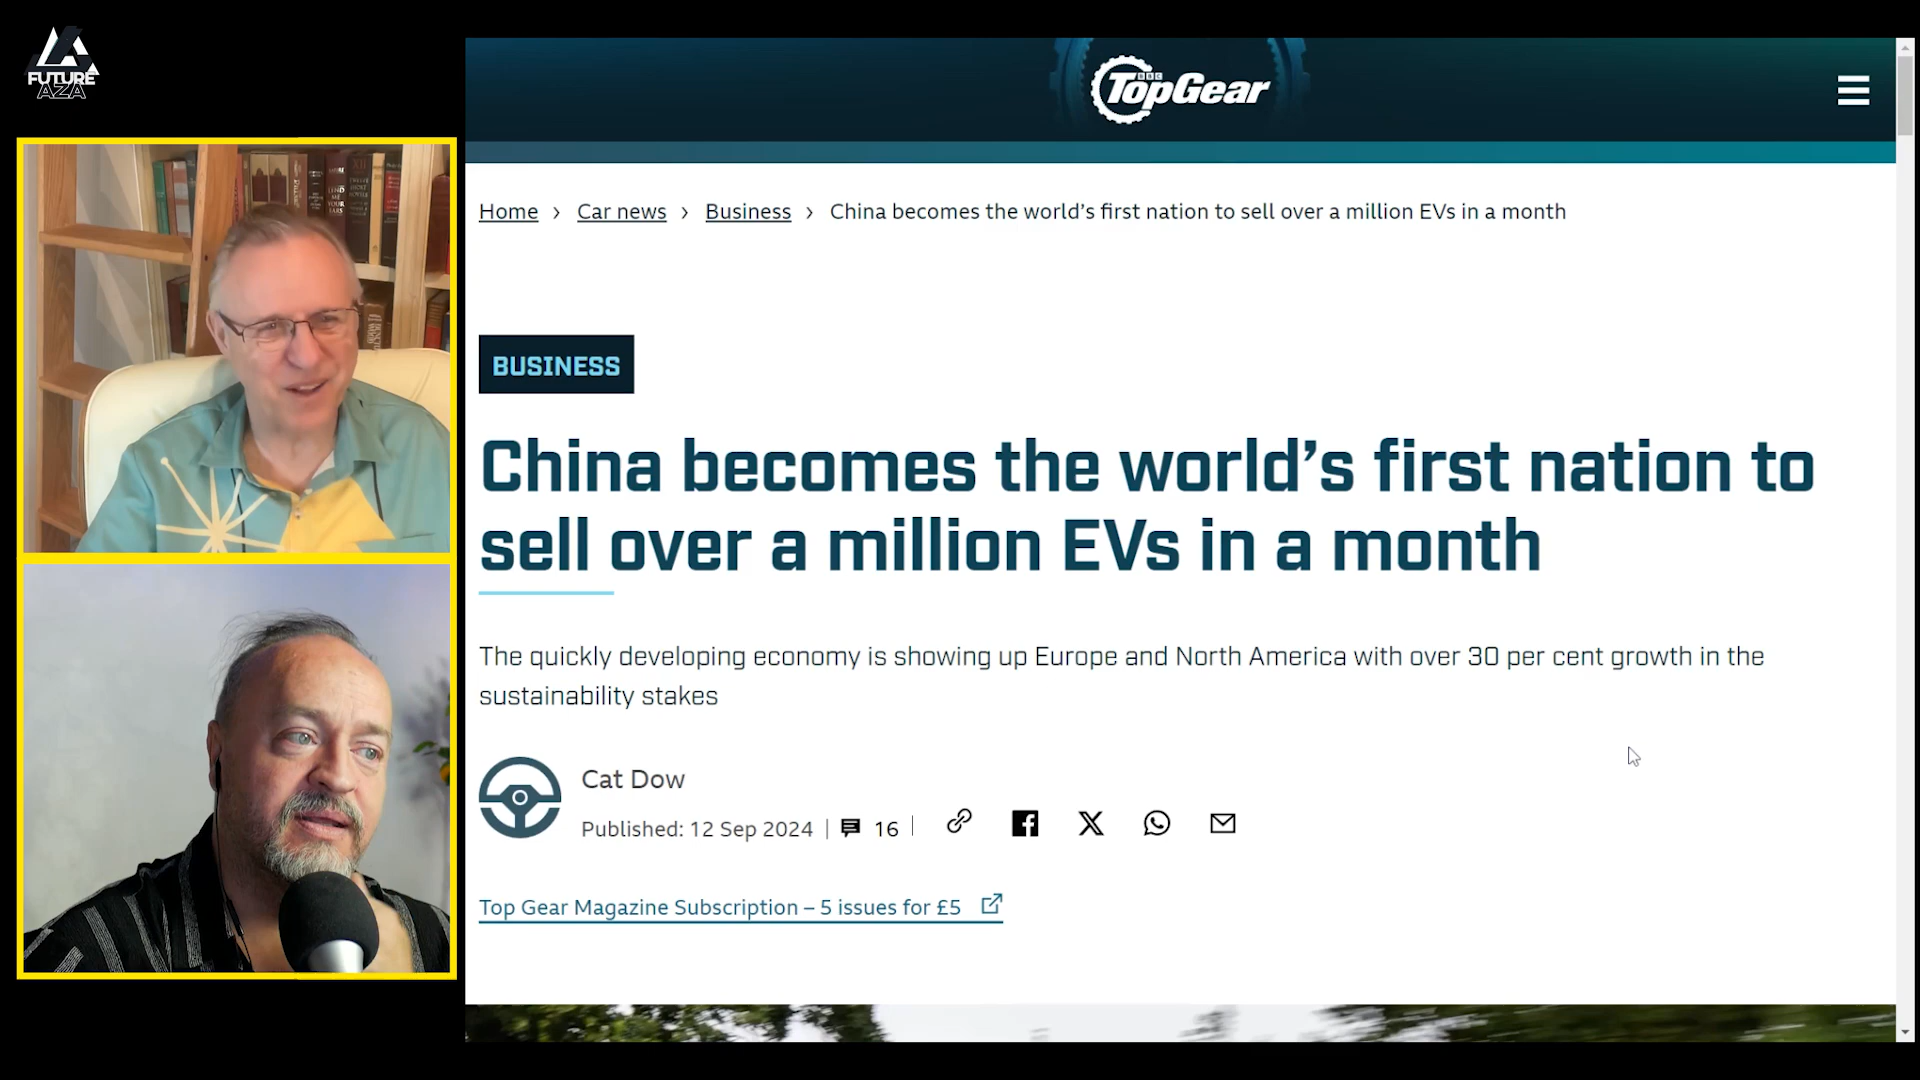 FUTURE
AZA
BBC
TopGear
Home › Car news › Business › China becomes the world’s first nation to sell over a million EVs in a month
BUSINESS
China becomes the world’s first nation to
sell over a million EVs in a month
The quickly developing economy is showing up Europe and North America with over 30 per cent growth in the
sustainability stakes
Cat Dow
Published: 12 Sep 2024 | 16 |
Top Gear Magazine Subscription – 5 issues for £5